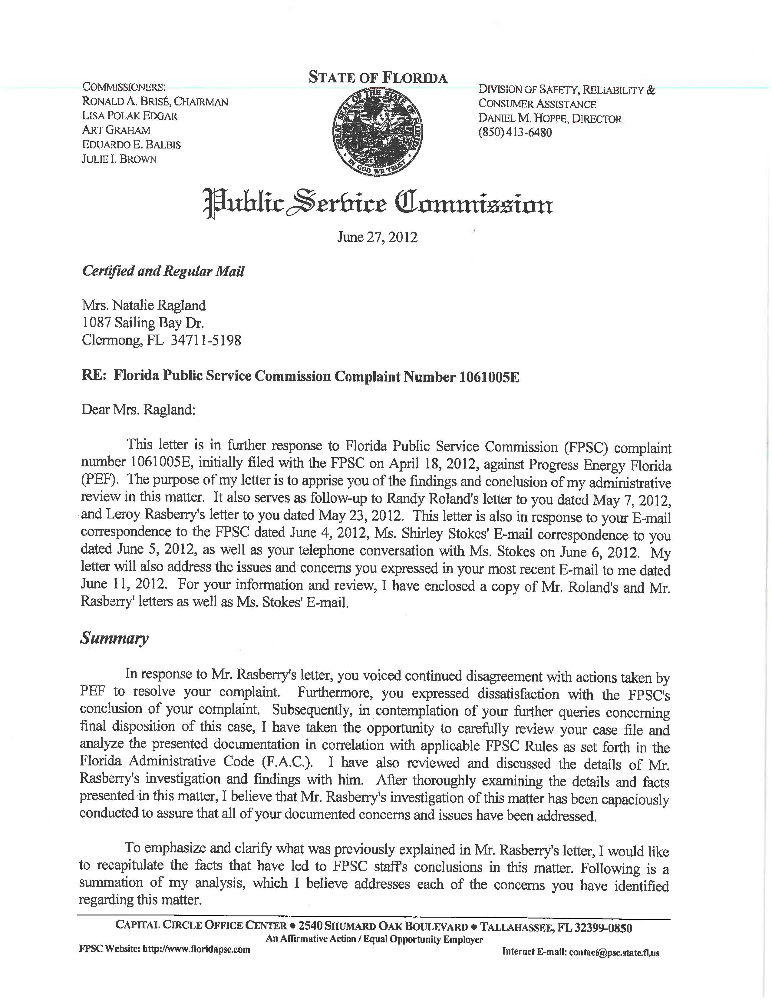 STATE OF FLORIDA
COMMISSIONERS:
RONALD A. BRISÉ, CHAIRMAN
LISA POLAK EDGAR
ART GRAHAM
EDUARDO E. BALBIS
JULIE I. BROWN
GREAT SEAL OF THE STATE OF FLORIDA
IN GOD WE TRUST
DIVISION OF SAFETY, RELIABILITY &
CONSUMER ASSISTANCE
DANIEL M. HOPPE, DIRECTOR
(850) 413-6480
Public Service Commission
June 27, 2012
Certified and Regular Mail
Mrs. Natalie Ragland
1087 Sailing Bay Dr.
Clermong, FL 34711-5198
RE: Florida Public Service Commission Complaint Number 1061005E
Dear Mrs. Ragland:
This letter is in further response to Florida Public Service Commission (FPSC) complaint
number 1061005E, initially filed with the FPSC on April 18, 2012, against Progress Energy Florida
(PEF). The purpose of my letter is to apprise you of the findings and conclusion of my administrative
review in this matter. It also serves as follow-up to Randy Roland's letter to you dated May 7, 2012,
and Leroy Rasberry's letter to you dated May 23, 2012. This letter is also in response to your E-mail
correspondence to the FPSC dated June 4, 2012, Ms. Shirley Stokes' E-mail correspondence to you
dated June 5, 2012, as well as your telephone conversation with Ms. Stokes on June 6, 2012. My
letter will also address the issues and concerns you expressed in your most recent E-mail to me dated
June 11, 2012. For your information and review, I have enclosed a copy of Mr. Roland's and Mr.
Rasberry' letters as well as Ms. Stokes' E-mail.
Summary
In response to Mr. Rasberry's letter, you voiced continued disagreement with actions taken by
PEF to resolve your complaint. Furthermore, you expressed dissatisfaction with the FPSC's
conclusion of your complaint. Subsequently, in contemplation of your further queries concerning
final disposition of this case, I have taken the opportunity to carefully review your case file and
analyze the presented documentation in correlation with applicable FPSC Rules as set forth in the
Florida Administrative Code (F.A.C.). I have also reviewed and discussed the details of Mr.
Rasberry's investigation and findings with him. After thoroughly examining the details and facts
presented in this matter, I believe that Mr. Rasberry's investigation of this matter has been capaciously
conducted to assure that all of your documented concerns and issues have been addressed.
To emphasize and clarify what was previously explained in Mr. Rasberry's letter, I would like
to recapitulate the facts that have led to FPSC staff's conclusions in this matter. Following is a
summation of my analysis, which I believe addresses each of the concerns you have identified
regarding this matter.
CAPITAL CIRCLE OFFICE CENTER ● 2540 SHUMARD OAK BOULEVARD ● TALLAHASSEE, FL 32399-0850
An Affirmative Action / Equal Opportunity Employer
FPSC Website: http://www.floridapsc.com
Internet E-mail: contact@psc.state.fl.us